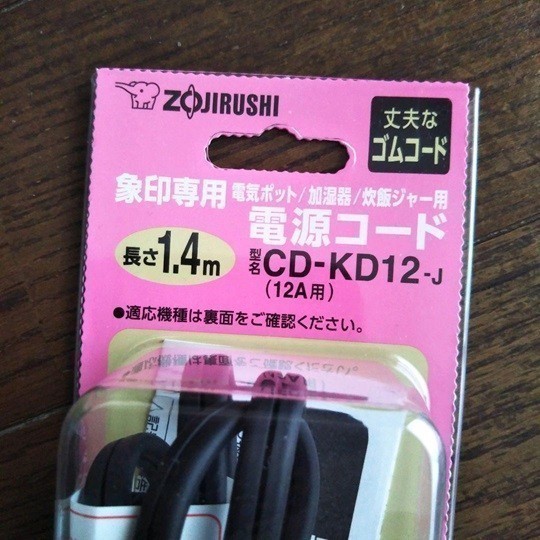 ZOJIRUSHI
丈夫な
ゴムコード
象印専用 電気ポット/加湿器/炊飯ジャー用
電源コード
長さ1.4m
型名 CD-KD12-J
(12A用)
●適応機種は裏面をご確認ください。